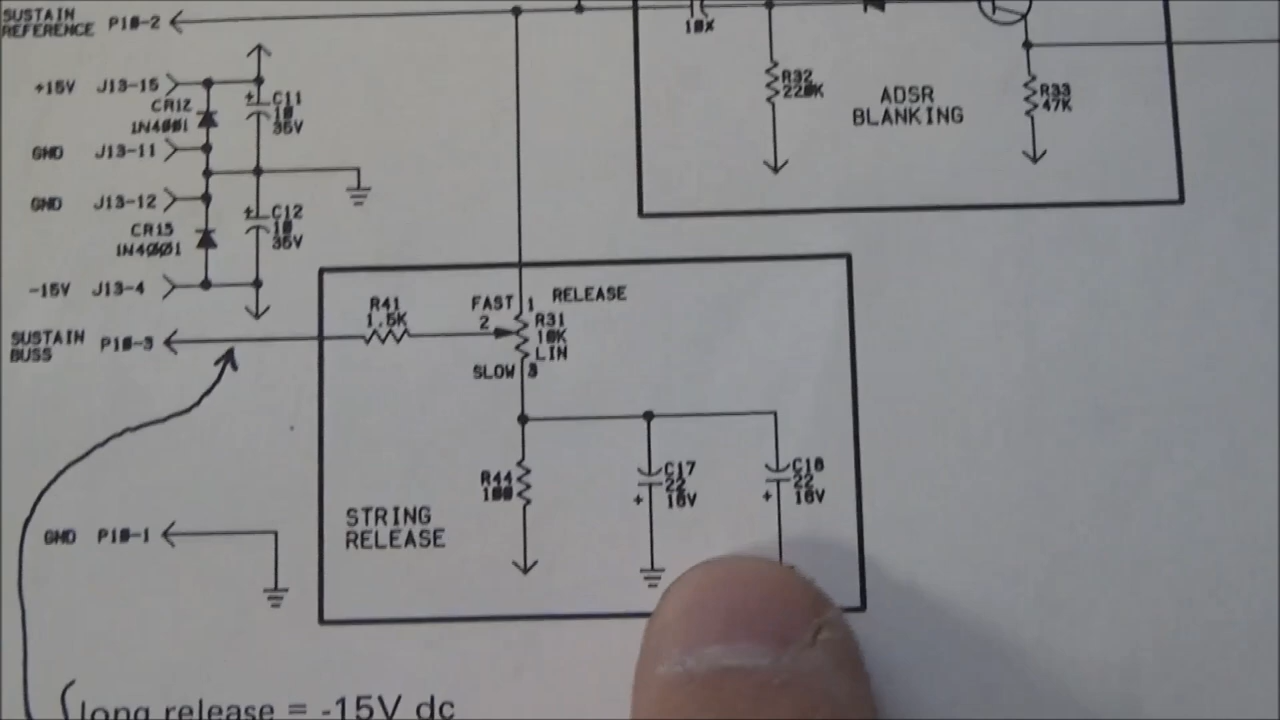 SUSTAIN
REFERENCE P10-2
10X
R32
220K
ADSR
BLANKING
R33
47K
+15V J13-15
CR12
1N4001
C11
10
35V
GND J13-11
GND J13-12
CR15
1N4001
C12
10
35V
-15V J13-4
SUSTAIN
BUSS P10-3
R41
1.5K
FAST 1 RELEASE
2
R31
10K
LIN
SLOW 3
R44
100
C17
22
16V
C18
22
16V
STRING
RELEASE
GND P10-1
long release = -15V dc